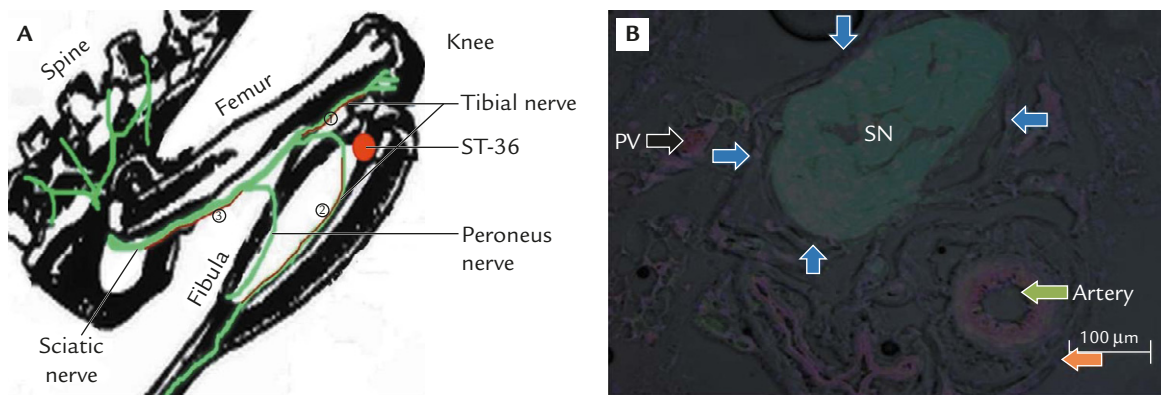 A
Spine
Femur
Knee
Tibial nerve
ST-36
①
②
③
Peroneus
nerve
Fibula
Sciatic
nerve
B
SN
PV
Artery
100 µm